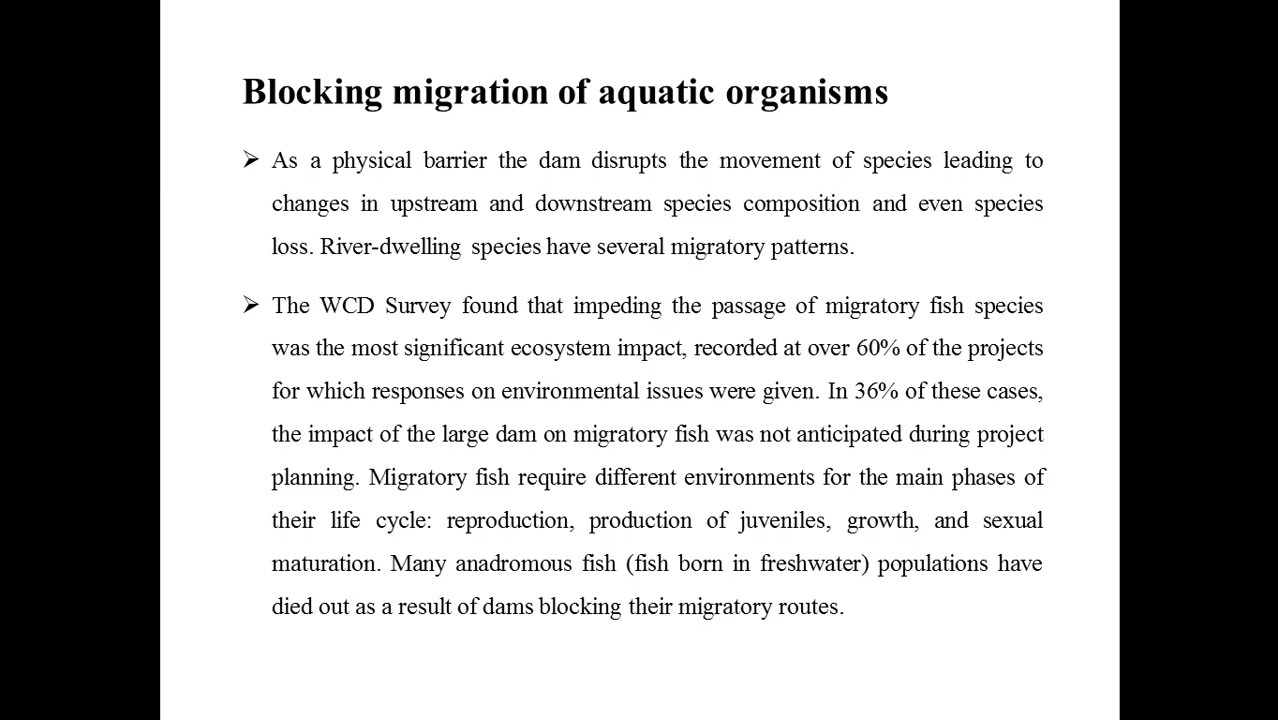 Blocking migration of aquatic organisms
➢ As a physical barrier the dam disrupts the movement of species leading to
changes in upstream and downstream species composition and even species
loss. River-dwelling species have several migratory patterns.
➢ The WCD Survey found that impeding the passage of migratory fish species
was the most significant ecosystem impact, recorded at over 60% of the projects
for which responses on environmental issues were given. In 36% of these cases,
the impact of the large dam on migratory fish was not anticipated during project
planning. Migratory fish require different environments for the main phases of
their life cycle: reproduction, production of juveniles, growth, and sexual
maturation. Many anadromous fish (fish born in freshwater) populations have
died out as a result of dams blocking their migratory routes.